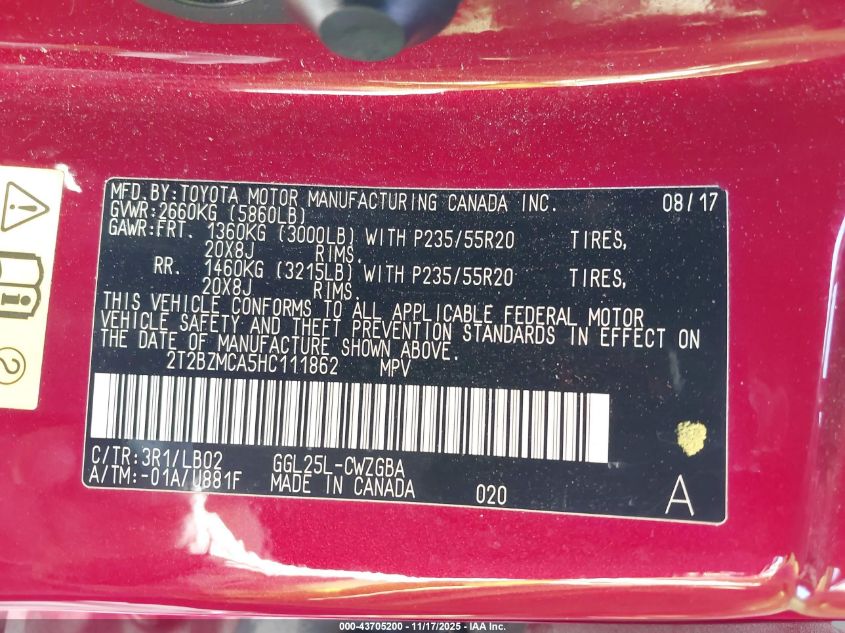 MFD.BY:TOYOTA MOTOR MANUFACTURING CANADA INC. 08/17
GVWR:2660KG (5860LB)
GAWR:FRT. 1360KG (3000LB) WITH P235/55R20 TIRES,
20X8J RIMS.
RR. 1460KG (3215LB) WITH P235/55R20 TIRES,
20X8J RIMS.
THIS VEHICLE CONFORMS TO ALL APPLICABLE FEDERAL MOTOR
VEHICLE SAFETY AND THEFT PREVENTION STANDARDS IN EFFECT ON
THE DATE OF MANUFACTURE SHOWN ABOVE.
2T2BZMCA5HC111862 MPV
C/TR:3R1/LB02 GGL25L-CWZGBA
A/TM:-01A/U881F MADE IN CANADA 020 A
000-43705200 - 11/17/2025 - IAA Inc.